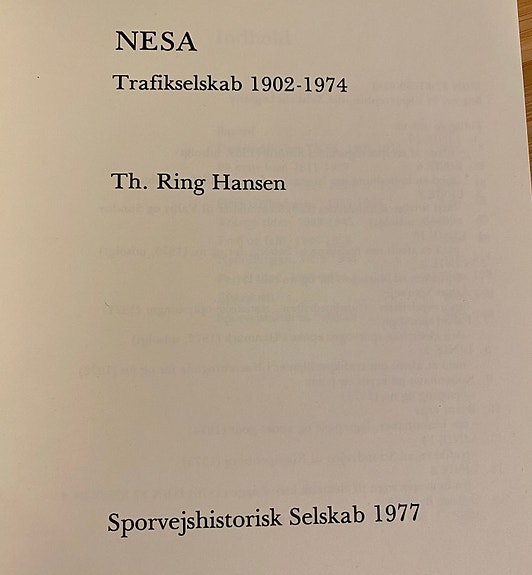 NESA
Trafikselskab 1902-1974
Th. Ring Hansen
Sporvejshistorisk Selskab 1977